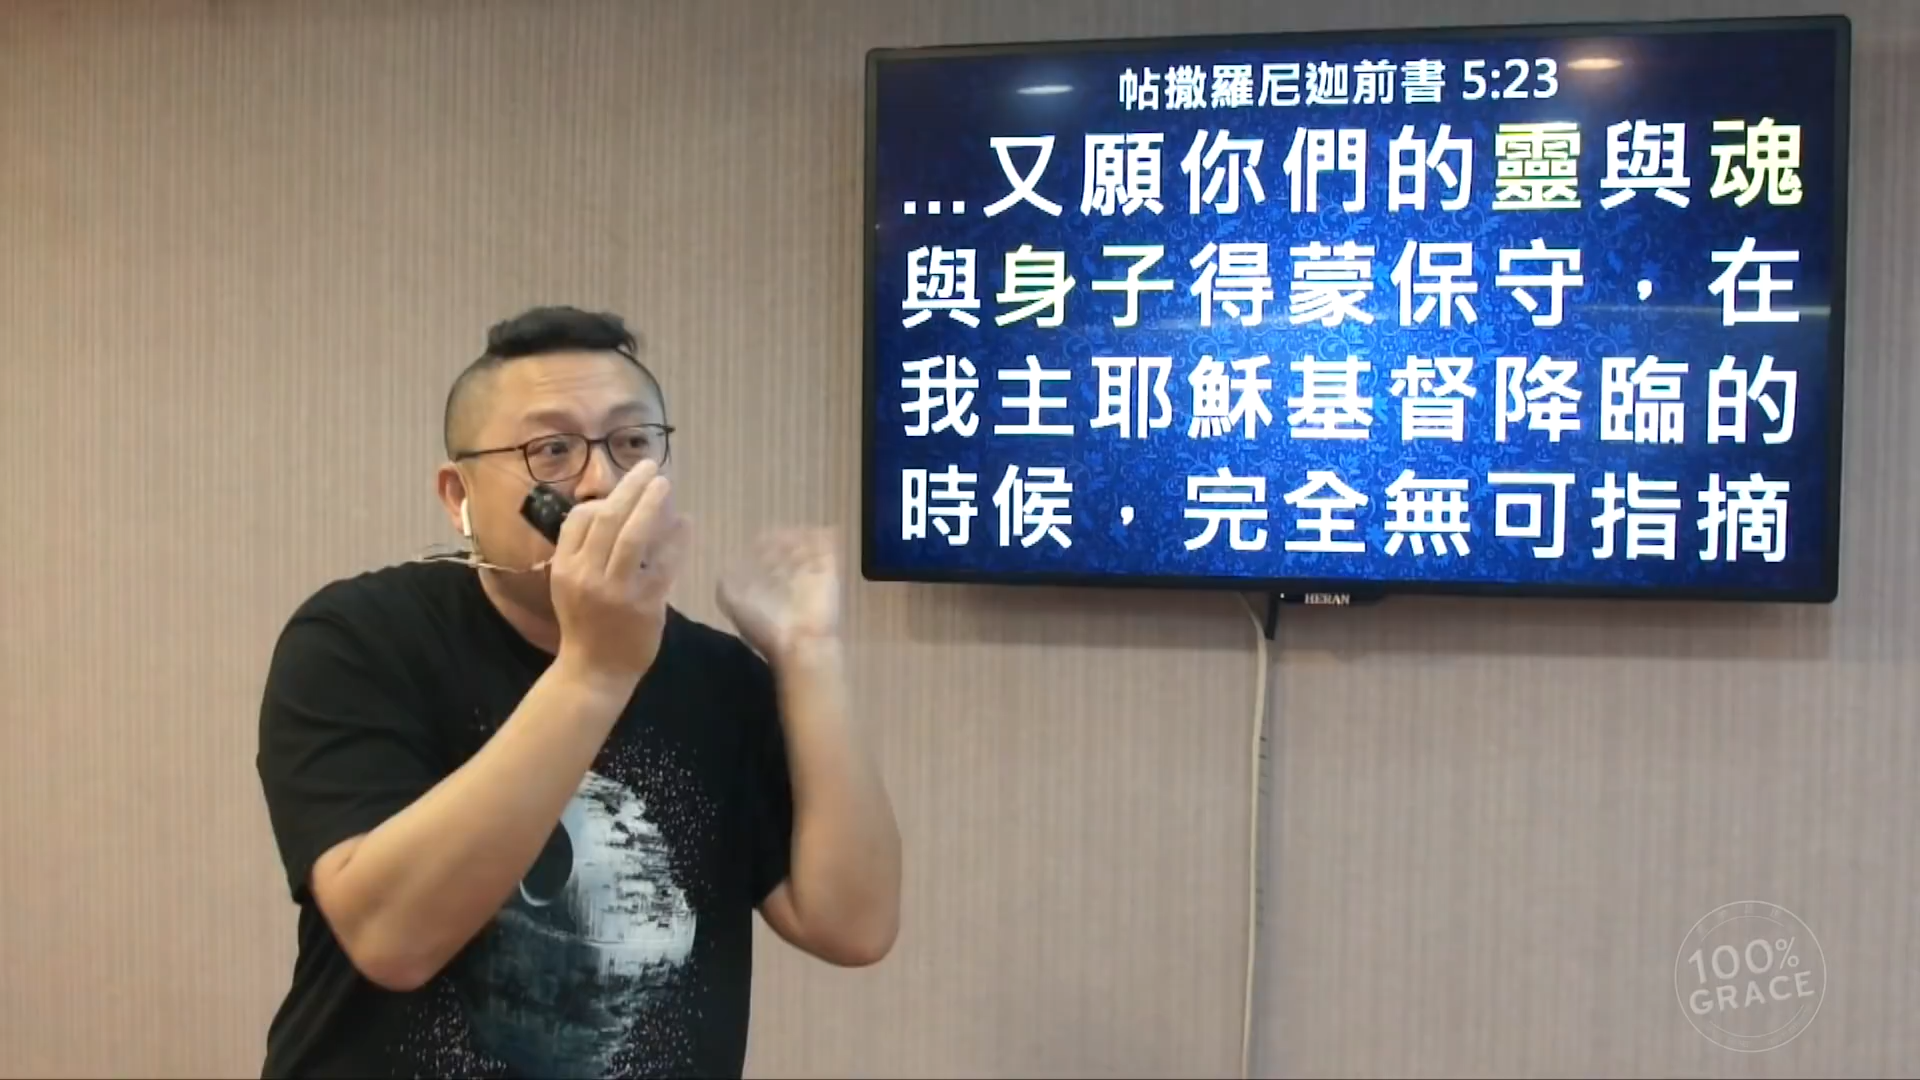 帖撒羅尼迦前書 5:23
...又願你們的靈與魂
與身子得蒙保守，在
我主耶穌基督降臨的
時候，完全無可指摘
HERAN
100%
GRACE